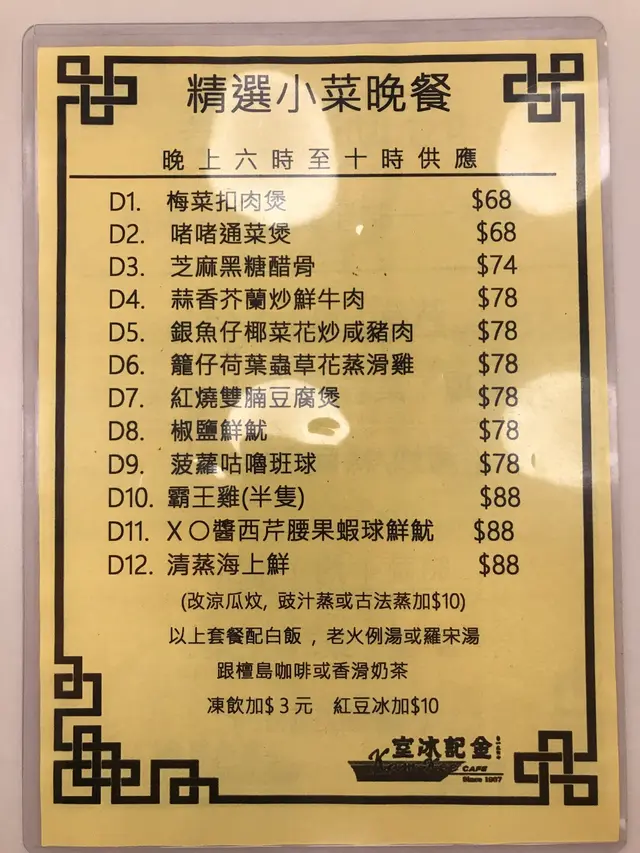 精選小菜晚餐
晚上六時至十時供應
D1. 梅菜扣肉煲 $68
D2. 啫啫通菜煲 $68
D3. 芝麻黑糖醋骨 $74
D4. 蒜香芥蘭炒鮮牛肉 $78
D5. 銀魚仔椰菜花炒咸豬肉 $78
D6. 籠仔荷葉蟲草花蒸滑雞 $78
D7. 紅燒雙腩豆腐煲 $78
D8. 椒鹽鮮魷 $78
D9. 菠蘿咕嚕班球 $78
D10. 霸王雞(半隻) $88
D11. XO醬西芹腰果蝦球鮮魷 $88
D12. 清蒸海上鮮 $88
(改涼瓜炆, 豉汁蒸或古法蒸加$10)
以上套餐配白飯 , 老火例湯或羅宋湯
跟檀島咖啡或香滑奶茶
凍飲加$3元 紅豆冰加$10
室冰記金
CAFE
Since 1967